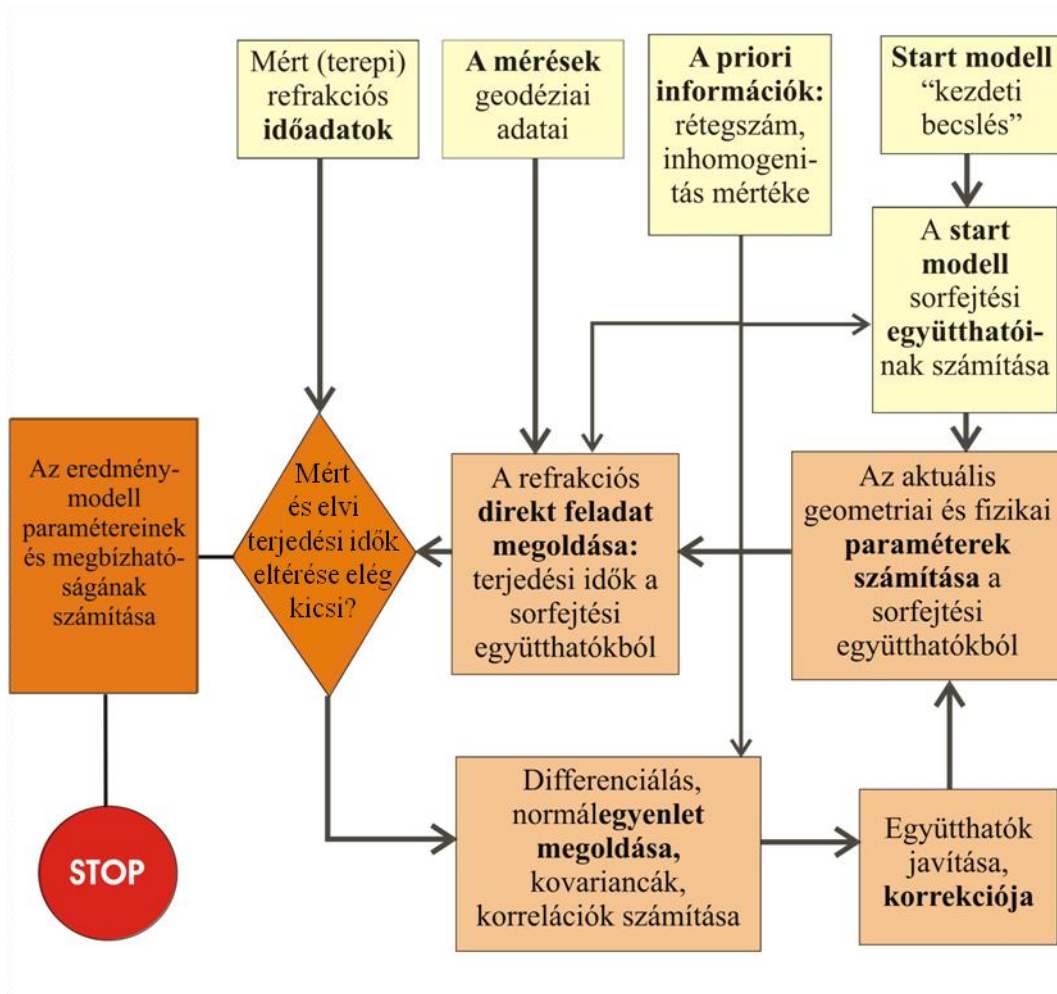 Mért (terepi)
refrakciós
időadatok
A mérések
geodéziai
adatai
A priori
információk:
rétegszám,
inhomogeni-
tás mértéke
Start modell
“kezdeti
becslés”
A start
modell
sorfejtési
együtthatói-
nak számítása
Az eredmény-
modell
paramétereinek
és megbízható-
ságának
számítása
Mért
és elvi
terjedési idők
eltérése elég
kicsi?
A refrakciós
direkt feladat
megoldása:
terjedési idők a
sorfejtési
együtthatókból
Az aktuális
geometriai és fizikai
paraméterek
számítása a
sorfejtési
együtthatókból
STOP
Differenciálás,
normálegyenlet
megoldása,
kovariancák,
korrelációk számítása
Együtthatók
javítása,
korrekciója